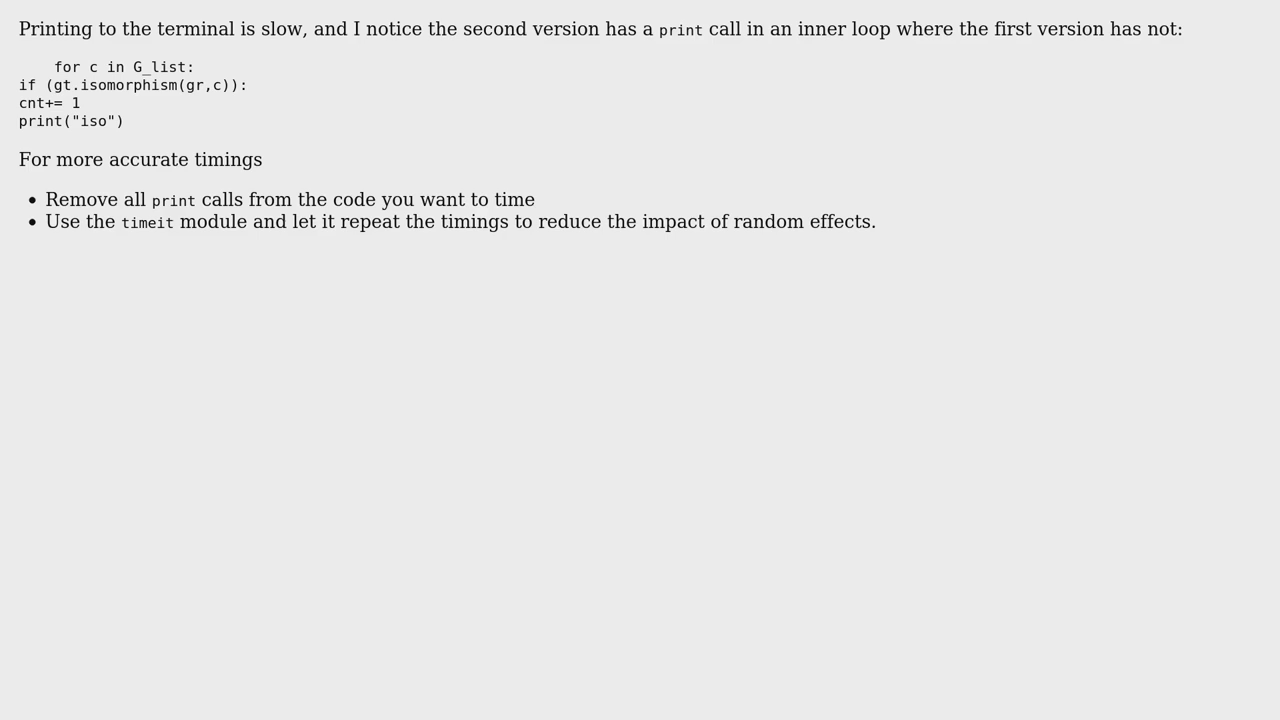 Printing to the terminal is slow, and I notice the second version has a print call in an inner loop where the first version has not:
    for c in G_list:
if (gt.isomorphism(gr,c)):
cnt+= 1
print("iso")
For more accurate timings
• Remove all print calls from the code you want to time
• Use the timeit module and let it repeat the timings to reduce the impact of random effects.